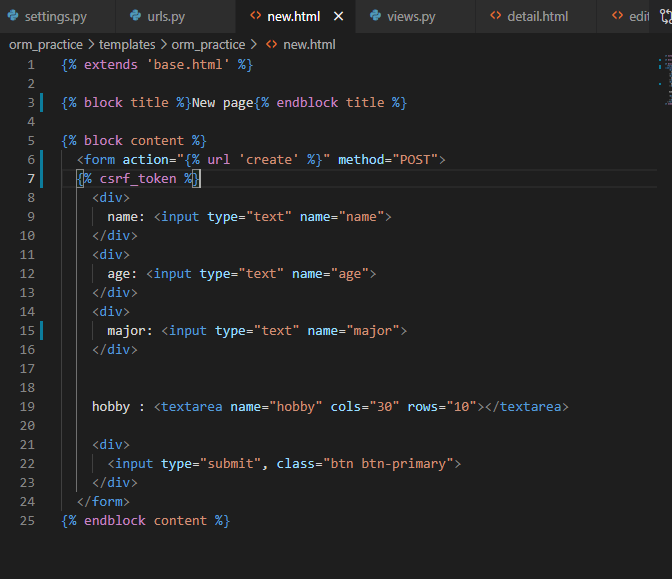 settings.py urls.py new.html views.py detail.html edit
orm_practice > templates > orm_practice > new.html
1 {% extends 'base.html' %}
2
3 {% block title %}New page{% endblock title %}
4
5 {% block content %}
6 <form action="{% url 'create' %}" method="POST">
7 {% csrf_token %}
8 <div>
9 name: <input type="text" name="name">
10 </div>
11 <div>
12 age: <input type="text" name="age">
13 </div>
14 <div>
15 major: <input type="text" name="major">
16 </div>
17
18
19 hobby : <textarea name="hobby" cols="30" rows="10"></textarea>
20
21 <div>
22 <input type="submit", class="btn btn-primary">
23 </div>
24 </form>
25 {% endblock content %}